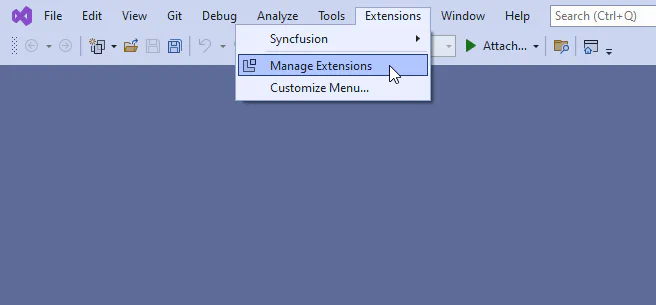 File Edit View Git Debug Analyze Tools Extensions Window Help Search (Ctrl+Q)
Attach...
Syncfusion
Manage Extensions
Customize Menu...